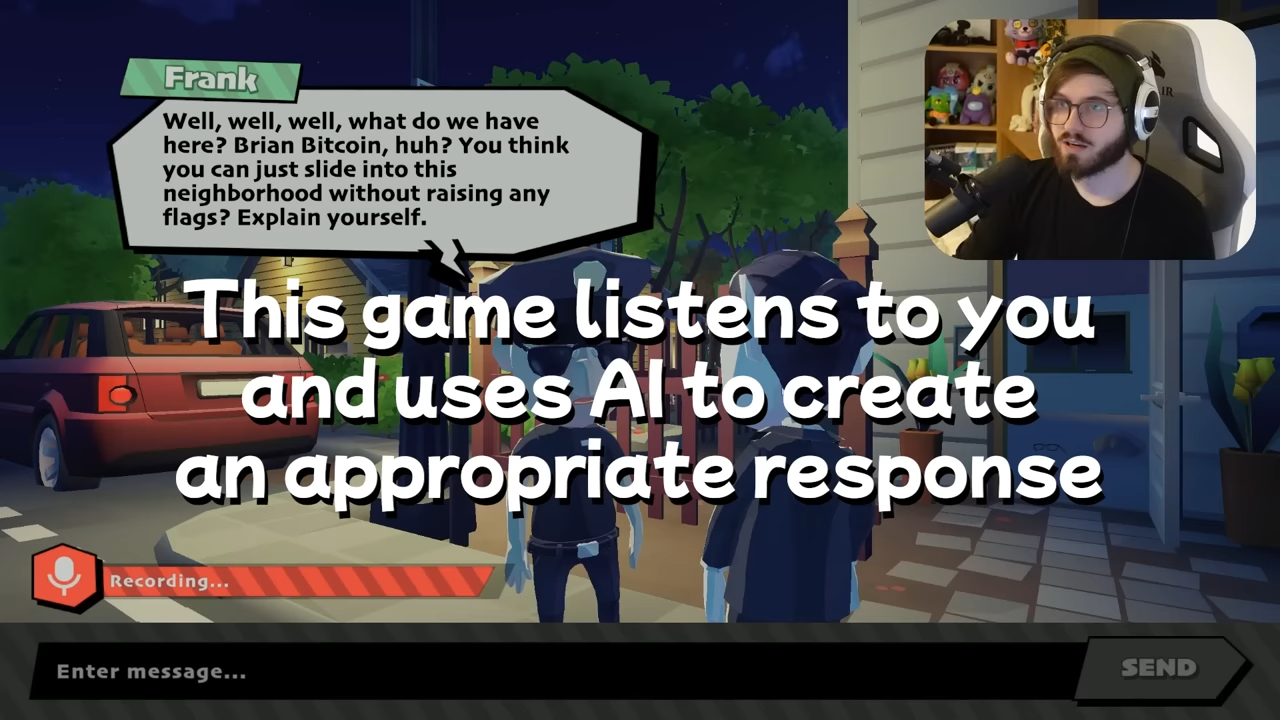 Frank
Well, well, well, what do we have
here? Brian Bitcoin, huh? You think
you can just slide into this
neighborhood without raising any
flags? Explain yourself.
This game listens to you
and uses AI to create
an appropriate response
Recording...
Enter message...
SEND